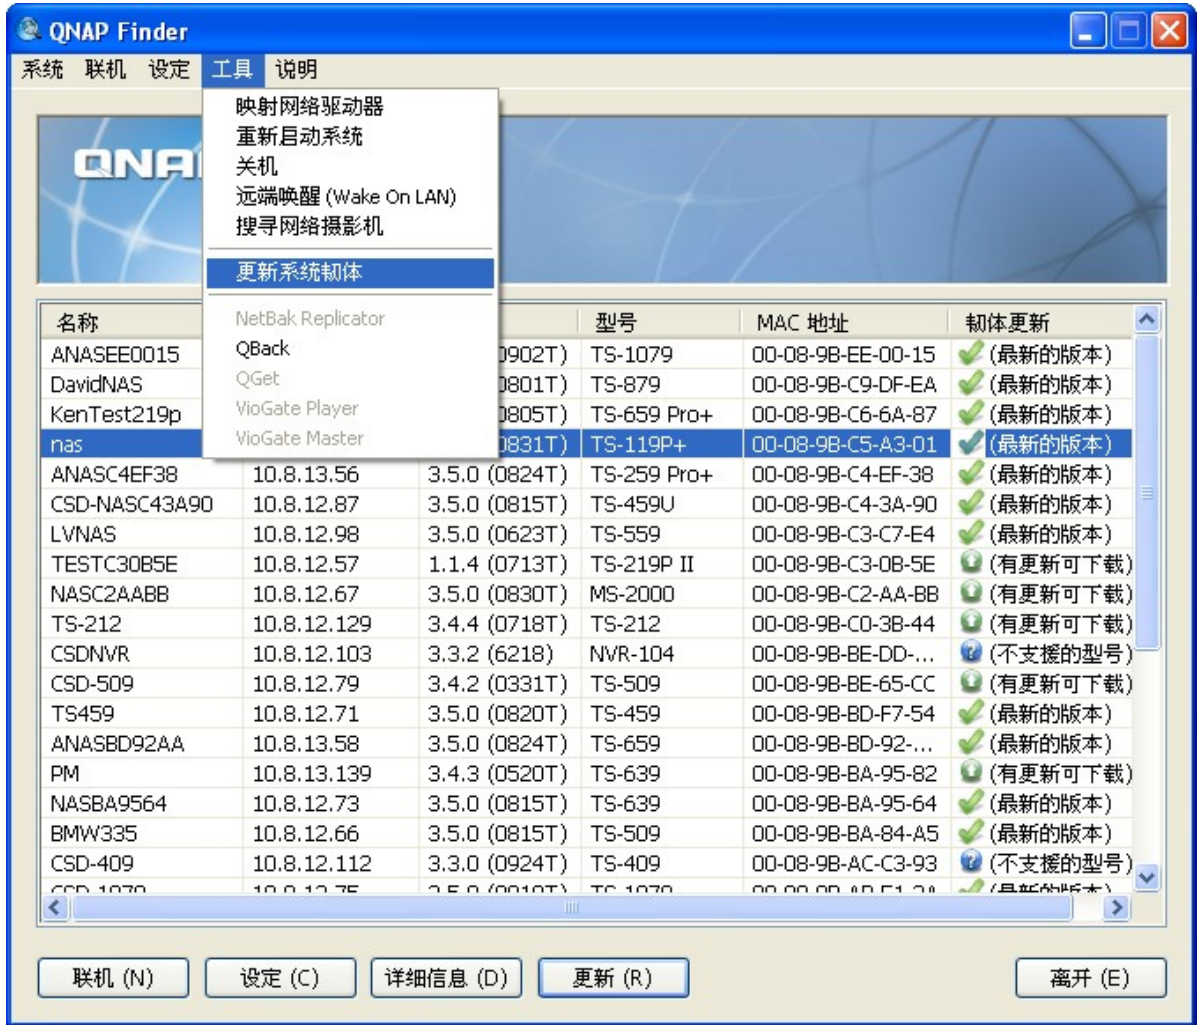 QNAP Finder
系统 联机 设定 工具 说明
映射网络驱动器
重新启动系统
关机
远端唤醒 (Wake On LAN)
搜寻网络摄影机
更新系统韧体
NetBak Replicator
QBack
QGet
VioGate Player
VioGate Master
QNA
名称 型号 MAC 地址 韧体更新
ANASEE0015 0902T) TS-1079 00-08-9B-EE-00-15 (最新的版本)
DavidNAS 0801T) TS-879 00-08-9B-C9-DF-EA (最新的版本)
KenTest219p 0805T) TS-659 Pro+ 00-08-9B-C6-6A-87 (最新的版本)
nas 0831T) TS-119P+ 00-08-9B-C5-A3-01 (最新的版本)
ANASC4EF38 10.8.13.56 3.5.0 (0824T) TS-259 Pro+ 00-08-9B-C4-EF-38 (最新的版本)
CSD-NASC43A90 10.8.12.87 3.5.0 (0815T) TS-459U 00-08-9B-C4-3A-90 (最新的版本)
LVNAS 10.8.12.98 3.5.0 (0623T) TS-559 00-08-9B-C3-C7-E4 (最新的版本)
TESTC30B5E 10.8.12.57 1.1.4 (0713T) TS-219P II 00-08-9B-C3-0B-5E (有更新可下载)
NASC2AABB 10.8.12.67 3.5.0 (0830T) MS-2000 00-08-9B-C2-AA-BB (有更新可下载)
TS-212 10.8.12.129 3.4.4 (0718T) TS-212 00-08-9B-C0-3B-44 (有更新可下载)
CSDNVR 10.8.12.103 3.3.2 (6218) NVR-104 00-08-9B-BE-DD-... (不支援的型号)
CSD-509 10.8.12.79 3.4.2 (0331T) TS-509 00-08-9B-BE-65-CC (有更新可下载)
TS459 10.8.12.71 3.5.0 (0820T) TS-459 00-08-9B-BD-F7-54 (最新的版本)
ANASBD92AA 10.8.13.58 3.5.0 (0824T) TS-659 00-08-9B-BD-92-... (最新的版本)
PM 10.8.13.139 3.4.3 (0520T) TS-639 00-08-9B-BA-95-82 (有更新可下载)
NASBA9564 10.8.12.73 3.5.0 (0815T) TS-639 00-08-9B-BA-95-64 (最新的版本)
BMW335 10.8.12.66 3.5.0 (0815T) TS-509 00-08-9B-BA-84-A5 (最新的版本)
CSD-409 10.8.12.112 3.3.0 (0924T) TS-409 00-08-9B-AC-C3-93 (不支援的型号)
联机 (N) 设定 (C) 详细信息 (D) 更新 (R) 离开 (E)